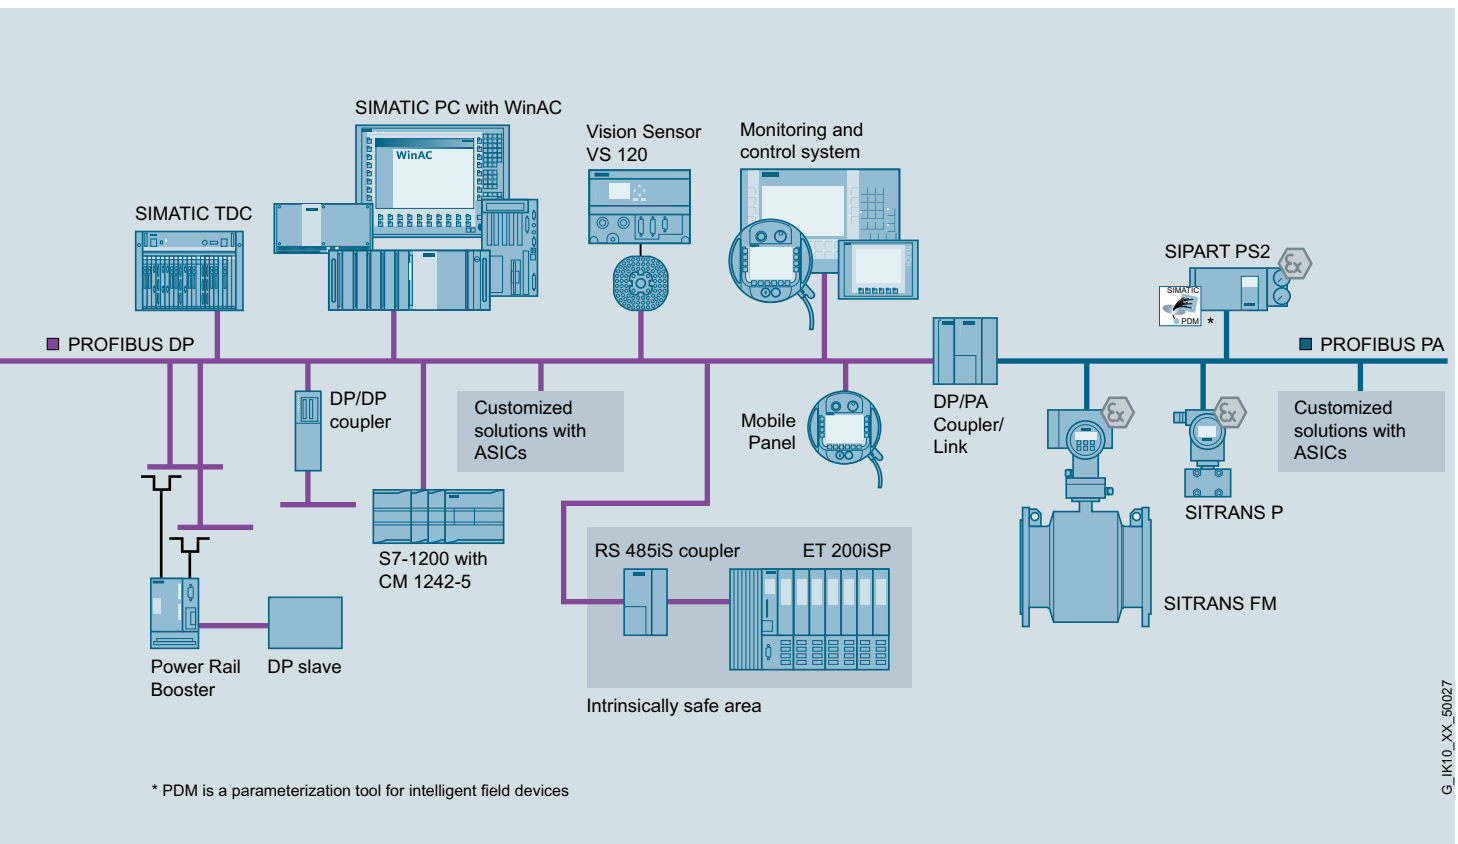 SIMATIC PC with WinAC
WinAC
Vision Sensor
VS 120
Monitoring and
control system
SIMATIC TDC
SIPART PS2
Ex
SIMATIC
PDM
*
PROFIBUS DP
PROFIBUS PA
DP/DP
coupler
Customized
solutions with
ASICs
Mobile
Panel
DP/PA
Coupler/
Link
Ex
Ex
Customized
solutions with
ASICs
SITRANS P
S7-1200 with
CM 1242-5
RS 485iS coupler
ET 200iSP
SITRANS FM
Power Rail
Booster
DP slave
Intrinsically safe area
G_IK10_XX_50027
* PDM is a parameterization tool for intelligent field devices